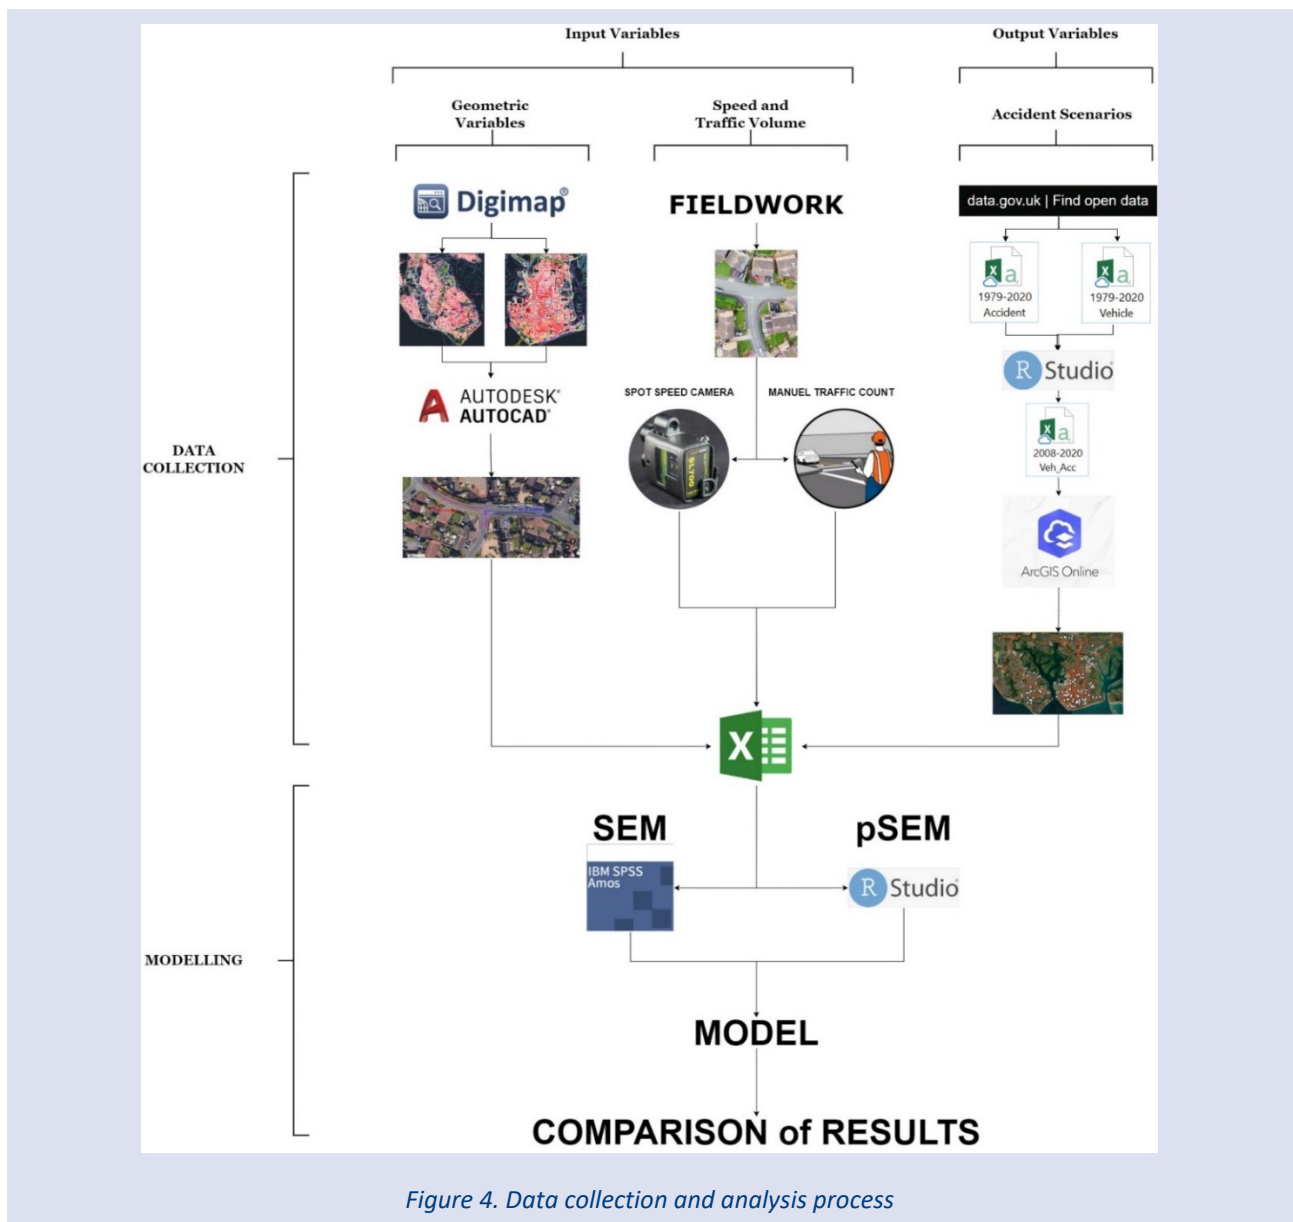 Input Variables
Output Variables
Geometric
Variables
Speed and
Traffic Volume
Accident Scenarios
Digimap®
FIELDWORK
data.gov.uk | Find open data
a,
1979-2020
Accident
a,
1979-2020
Vehicle
R Studio
AUTODESK®
AUTOCAD®
SPOT SPEED CAMERA
MANUEL TRAFFIC COUNT
SL700
a,
2008-2020
Veh_Acc
DATA
COLLECTION
ArcGIS Online
X
SEM
pSEM
IBM SPSS
Amos
R Studio
MODELLING
MODEL
COMPARISON of RESULTS
Figure 4. Data collection and analysis process